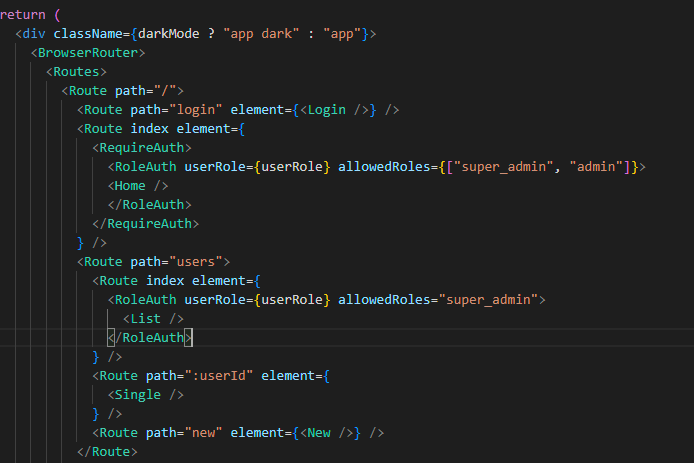 return (
<div className={darkMode ? "app dark" : "app"}>
<BrowserRouter>
<Routes>
<Route path="/">
<Route path="login" element={<Login />} />
<Route index element={
<RequireAuth>
<RoleAuth userRole={userRole} allowedRoles={["super_admin", "admin"]}>
<Home />
</RoleAuth>
</RequireAuth>
} />
<Route path="users">
<Route index element={
<RoleAuth userRole={userRole} allowedRoles="super_admin">
<List />
</RoleAuth>
} />
<Route path=":userId" element={
<Single />
} />
<Route path="new" element={<New />} />
</Route>